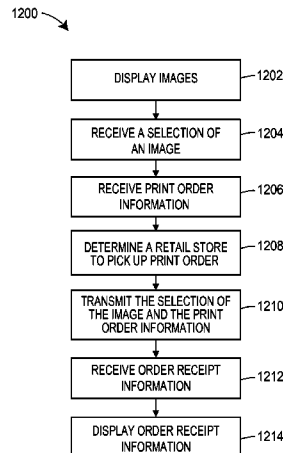 1200
DISPLAY IMAGES
1202
RECEIVE A SELECTION OF
AN IMAGE
1204
RECEIVE PRINT ORDER
INFORMATION
1206
DETERMINE A RETAIL STORE
TO PICK UP PRINT ORDER
1208
TRANSMIT THE SELECTION OF
THE IMAGE AND THE PRINT
ORDER INFORMATION
1210
RECEIVE ORDER RECEIPT
INFORMATION
1212
DISPLAY ORDER RECEIPT
INFORMATION
1214